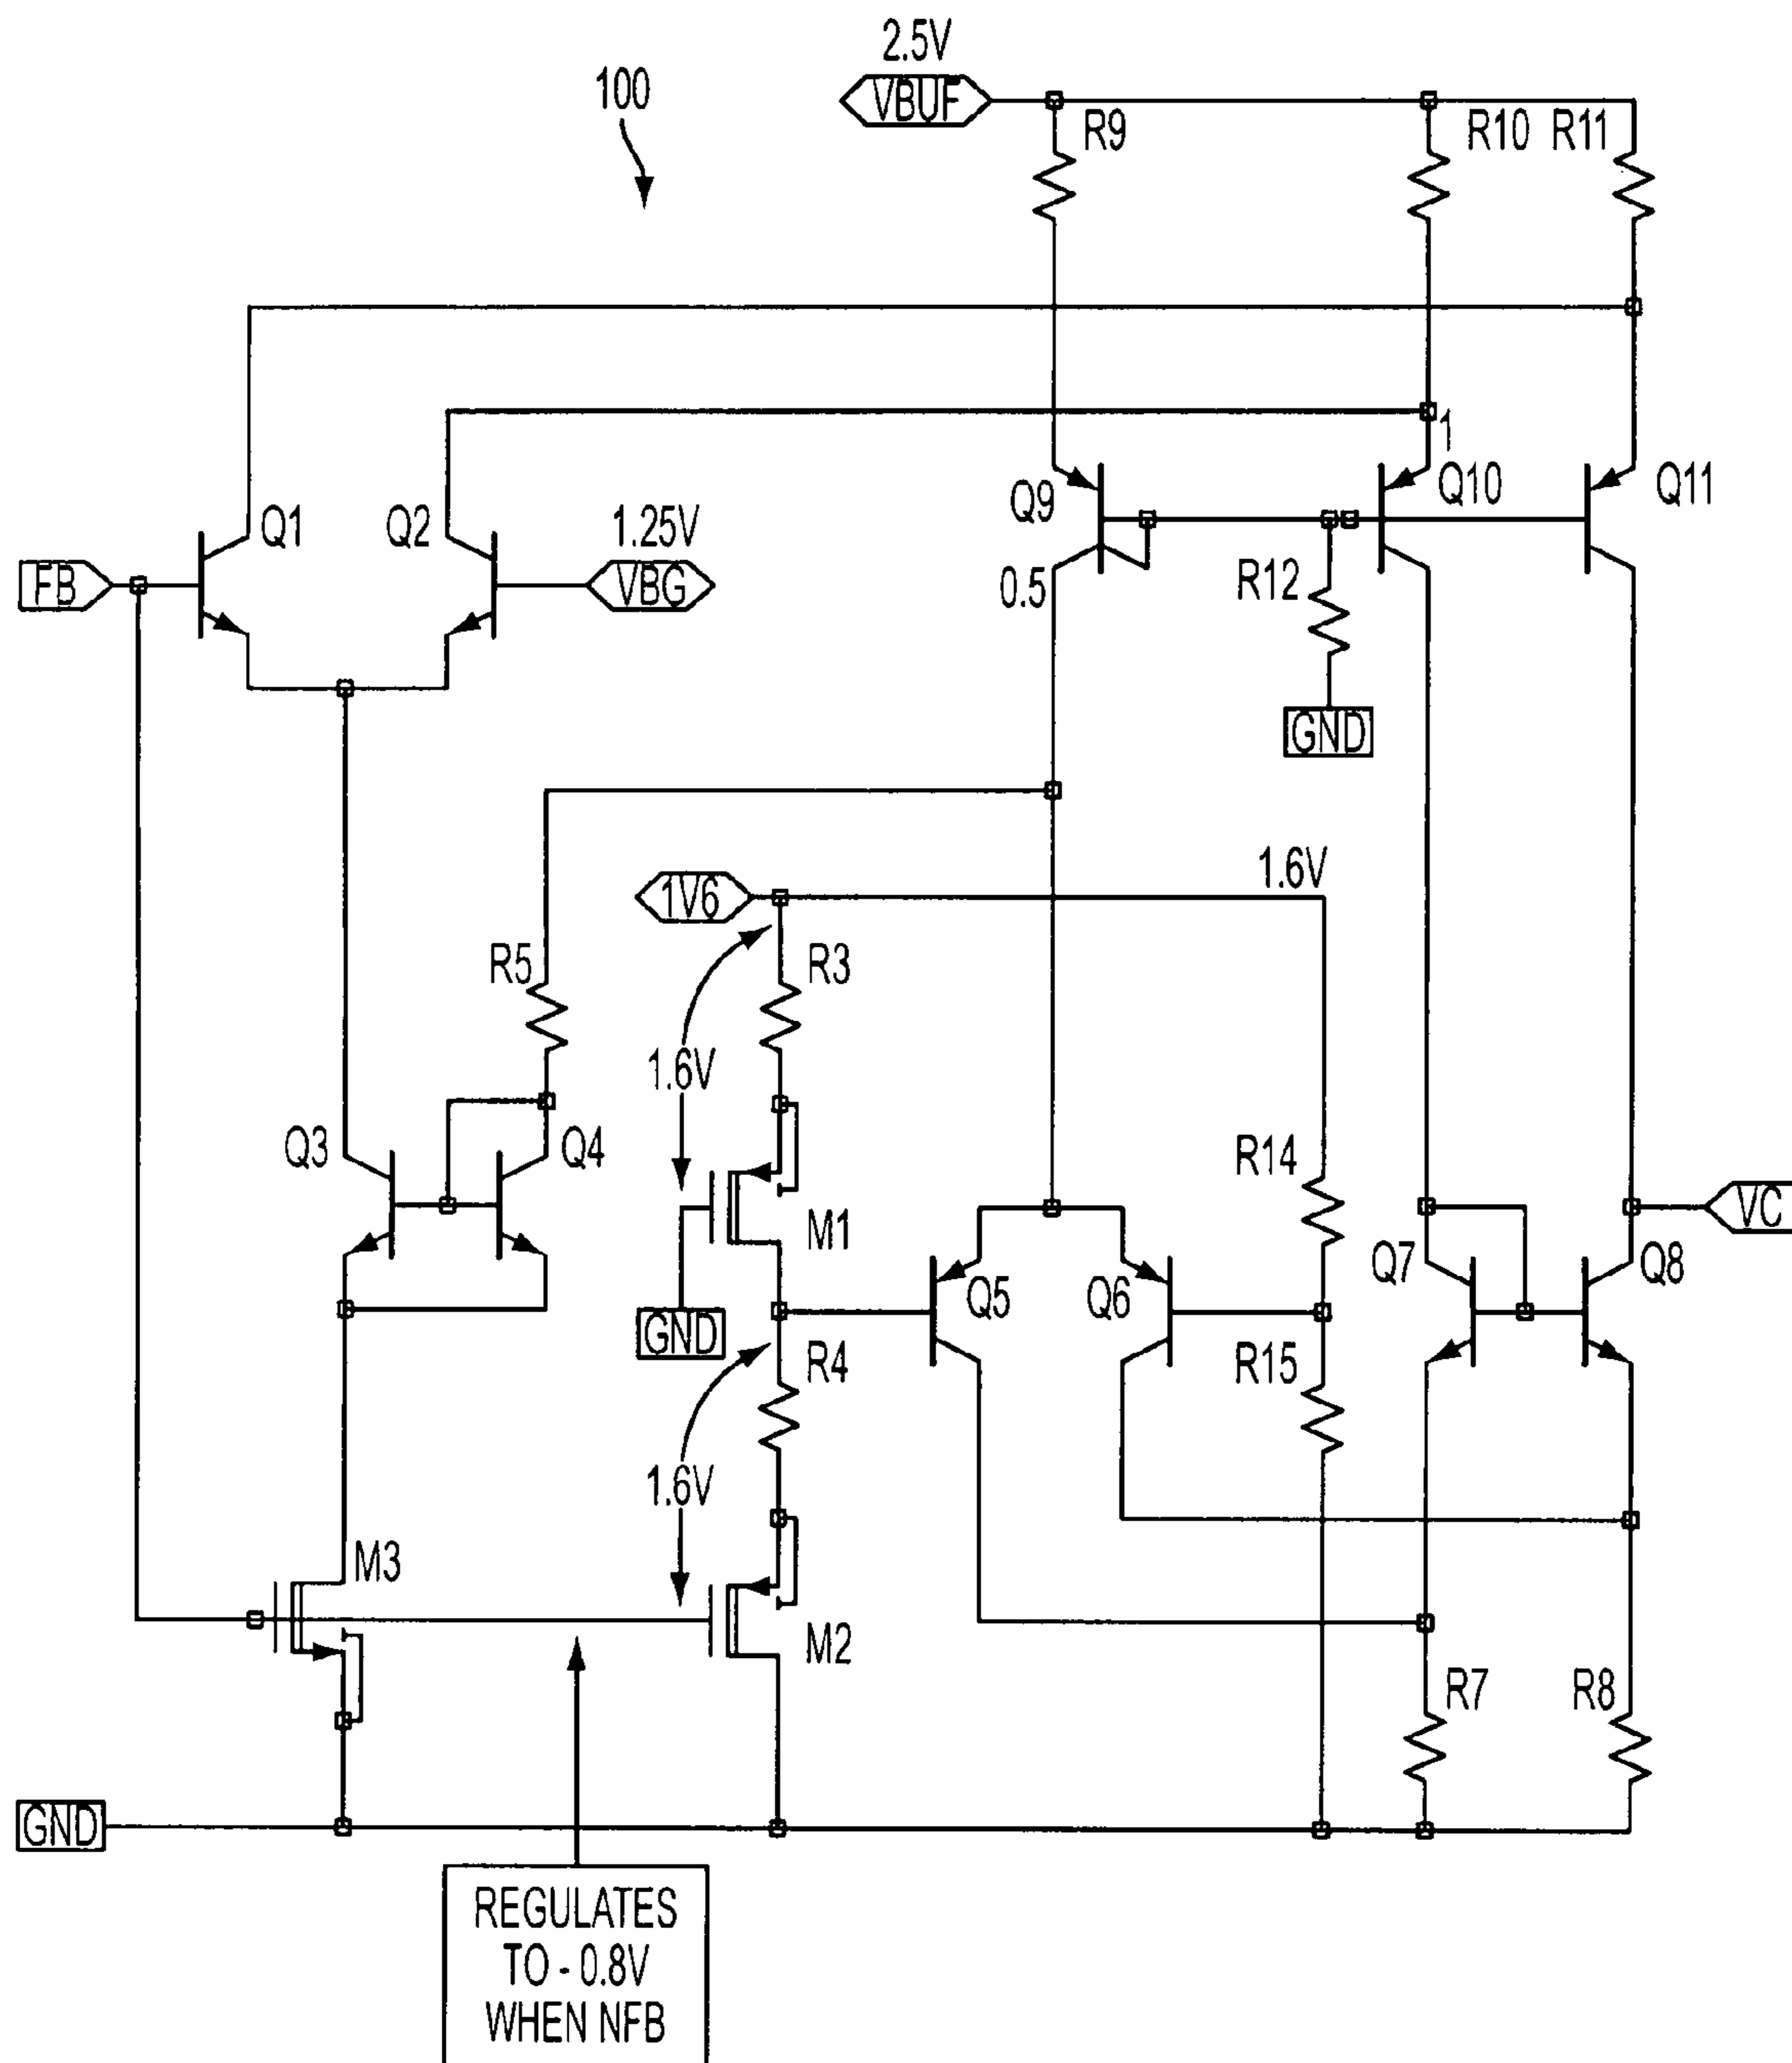 2.5V
100
VBUF
R9
R10
R11
1
Q9
Q10
Q11
Q1
Q2
1.25V
FB
VBG
0.5
R12
GND
1.6V
1V6
R5
R3
1.6V
Q3
Q4
R14
M1
VC
Q5
Q6
Q7
Q8
GND
R4
R15
1.6V
M3
M2
R7
R8
GND
REGULATES
TO - 0.8V
WHEN NFB